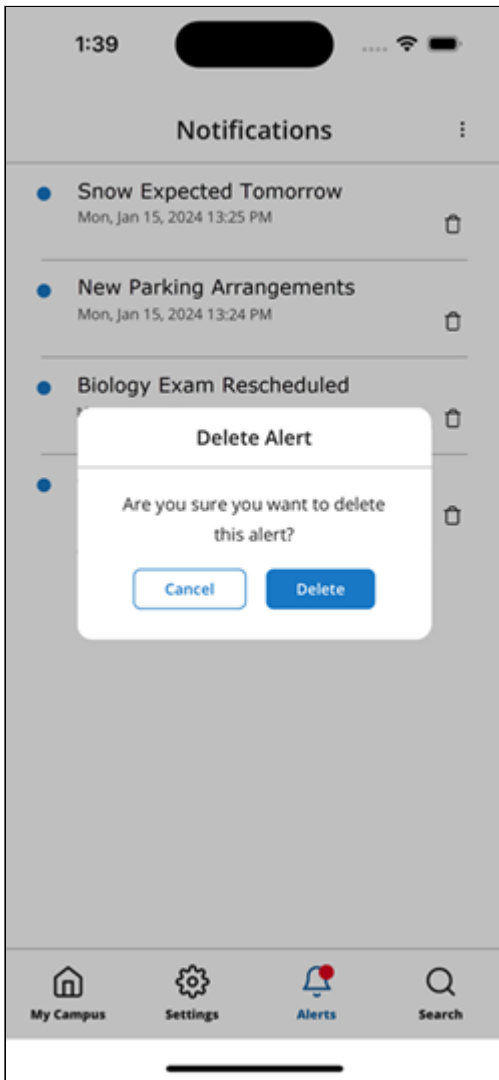 1:39
Notifications
Snow Expected Tomorrow
Mon, Jan 15, 2024 13:25 PM
New Parking Arrangements
Mon, Jan 15, 2024 13:24 PM
Biology Exam Rescheduled
Delete Alert
Are you sure you want to delete
this alert?
Cancel Delete
My Campus Settings Alerts Search